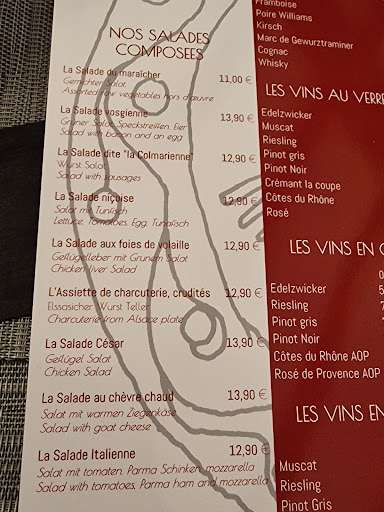 NOS SALADES
COMPOSEES
La Salade du maraîcher 11,00 €
Gemichter Salat
Assorted raw vegetables hors d'œuvre
La Salade vosgienne 13,90 €
Grüner Salat, Speckstreifen, Eier
Salad with bacon and an egg
La Salade dite "la Colmarienne" 12,90 €
Wurst Salat
Salad with sausages
La Salade niçoise 12,90 €
Salat mit Tunfisch
Lettuce, Tomatoes, Egg, Tunafisch
La Salade aux foies de volaille 12,90 €
Geflügelleber mit Grünem Salat
Chicken liver Salad
L'Assiette de charcuterie, crudités 12,90 €
Elssasicher Wurst Teller
Charcuterie from Alsace plate
La Salade César 13,90 €
Geflügel Salat
Chicken Salad
La Salade au chèvre chaud 13,90 €
Salat mit warmen Ziegenkäse
Salad with goat cheese
La Salade Italienne 12,90 €
Salat mit tomaten, Parma Schinken, mozzarella
Salad with tomatoes, Parma ham and mozzarella
Framboise
Poire Williams
Kirsch
Marc de Gewurztraminer
Cognac
Whisky
LES VINS AU VERRE
Edelzwicker
Muscat
Riesling
Pinot gris
Pinot Noir
Crémant la coupe
Côtes du Rhône
Rosé
LES VINS EN
Edelzwicker
Riesling
Pinot gris
Pinot Noir
Côtes du Rhône AOP
Rosé de Provence AOP
LES VINS EN
Muscat
Riesling
Pinot Gris